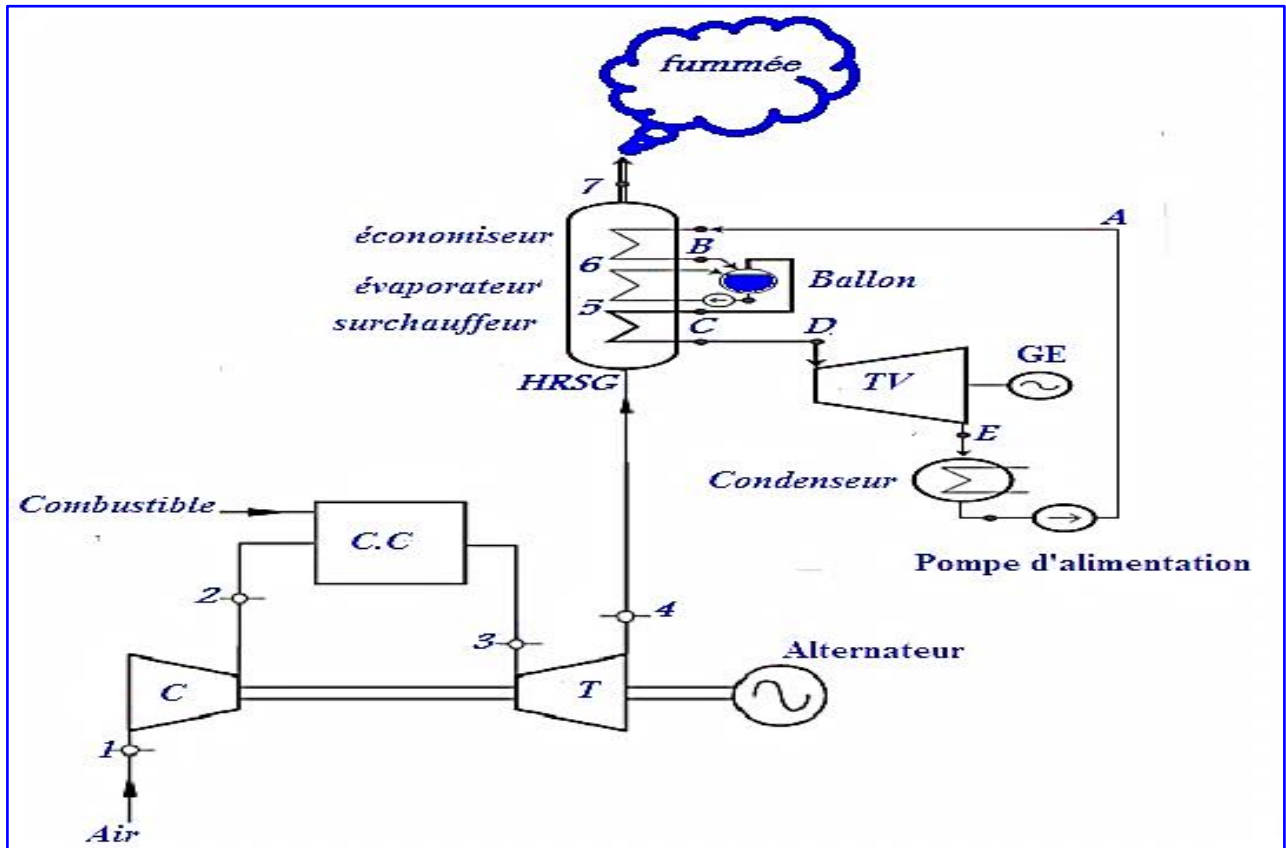 fummée
7
A
économiseur
B
6
évaporateur
Ballon
5
surchauffeur
C
D
HRSG
TV
GE
E
Condenseur
Combustible
C.C
Pompe d'alimentation
2
4
3
Alternateur
C
T
1
Air